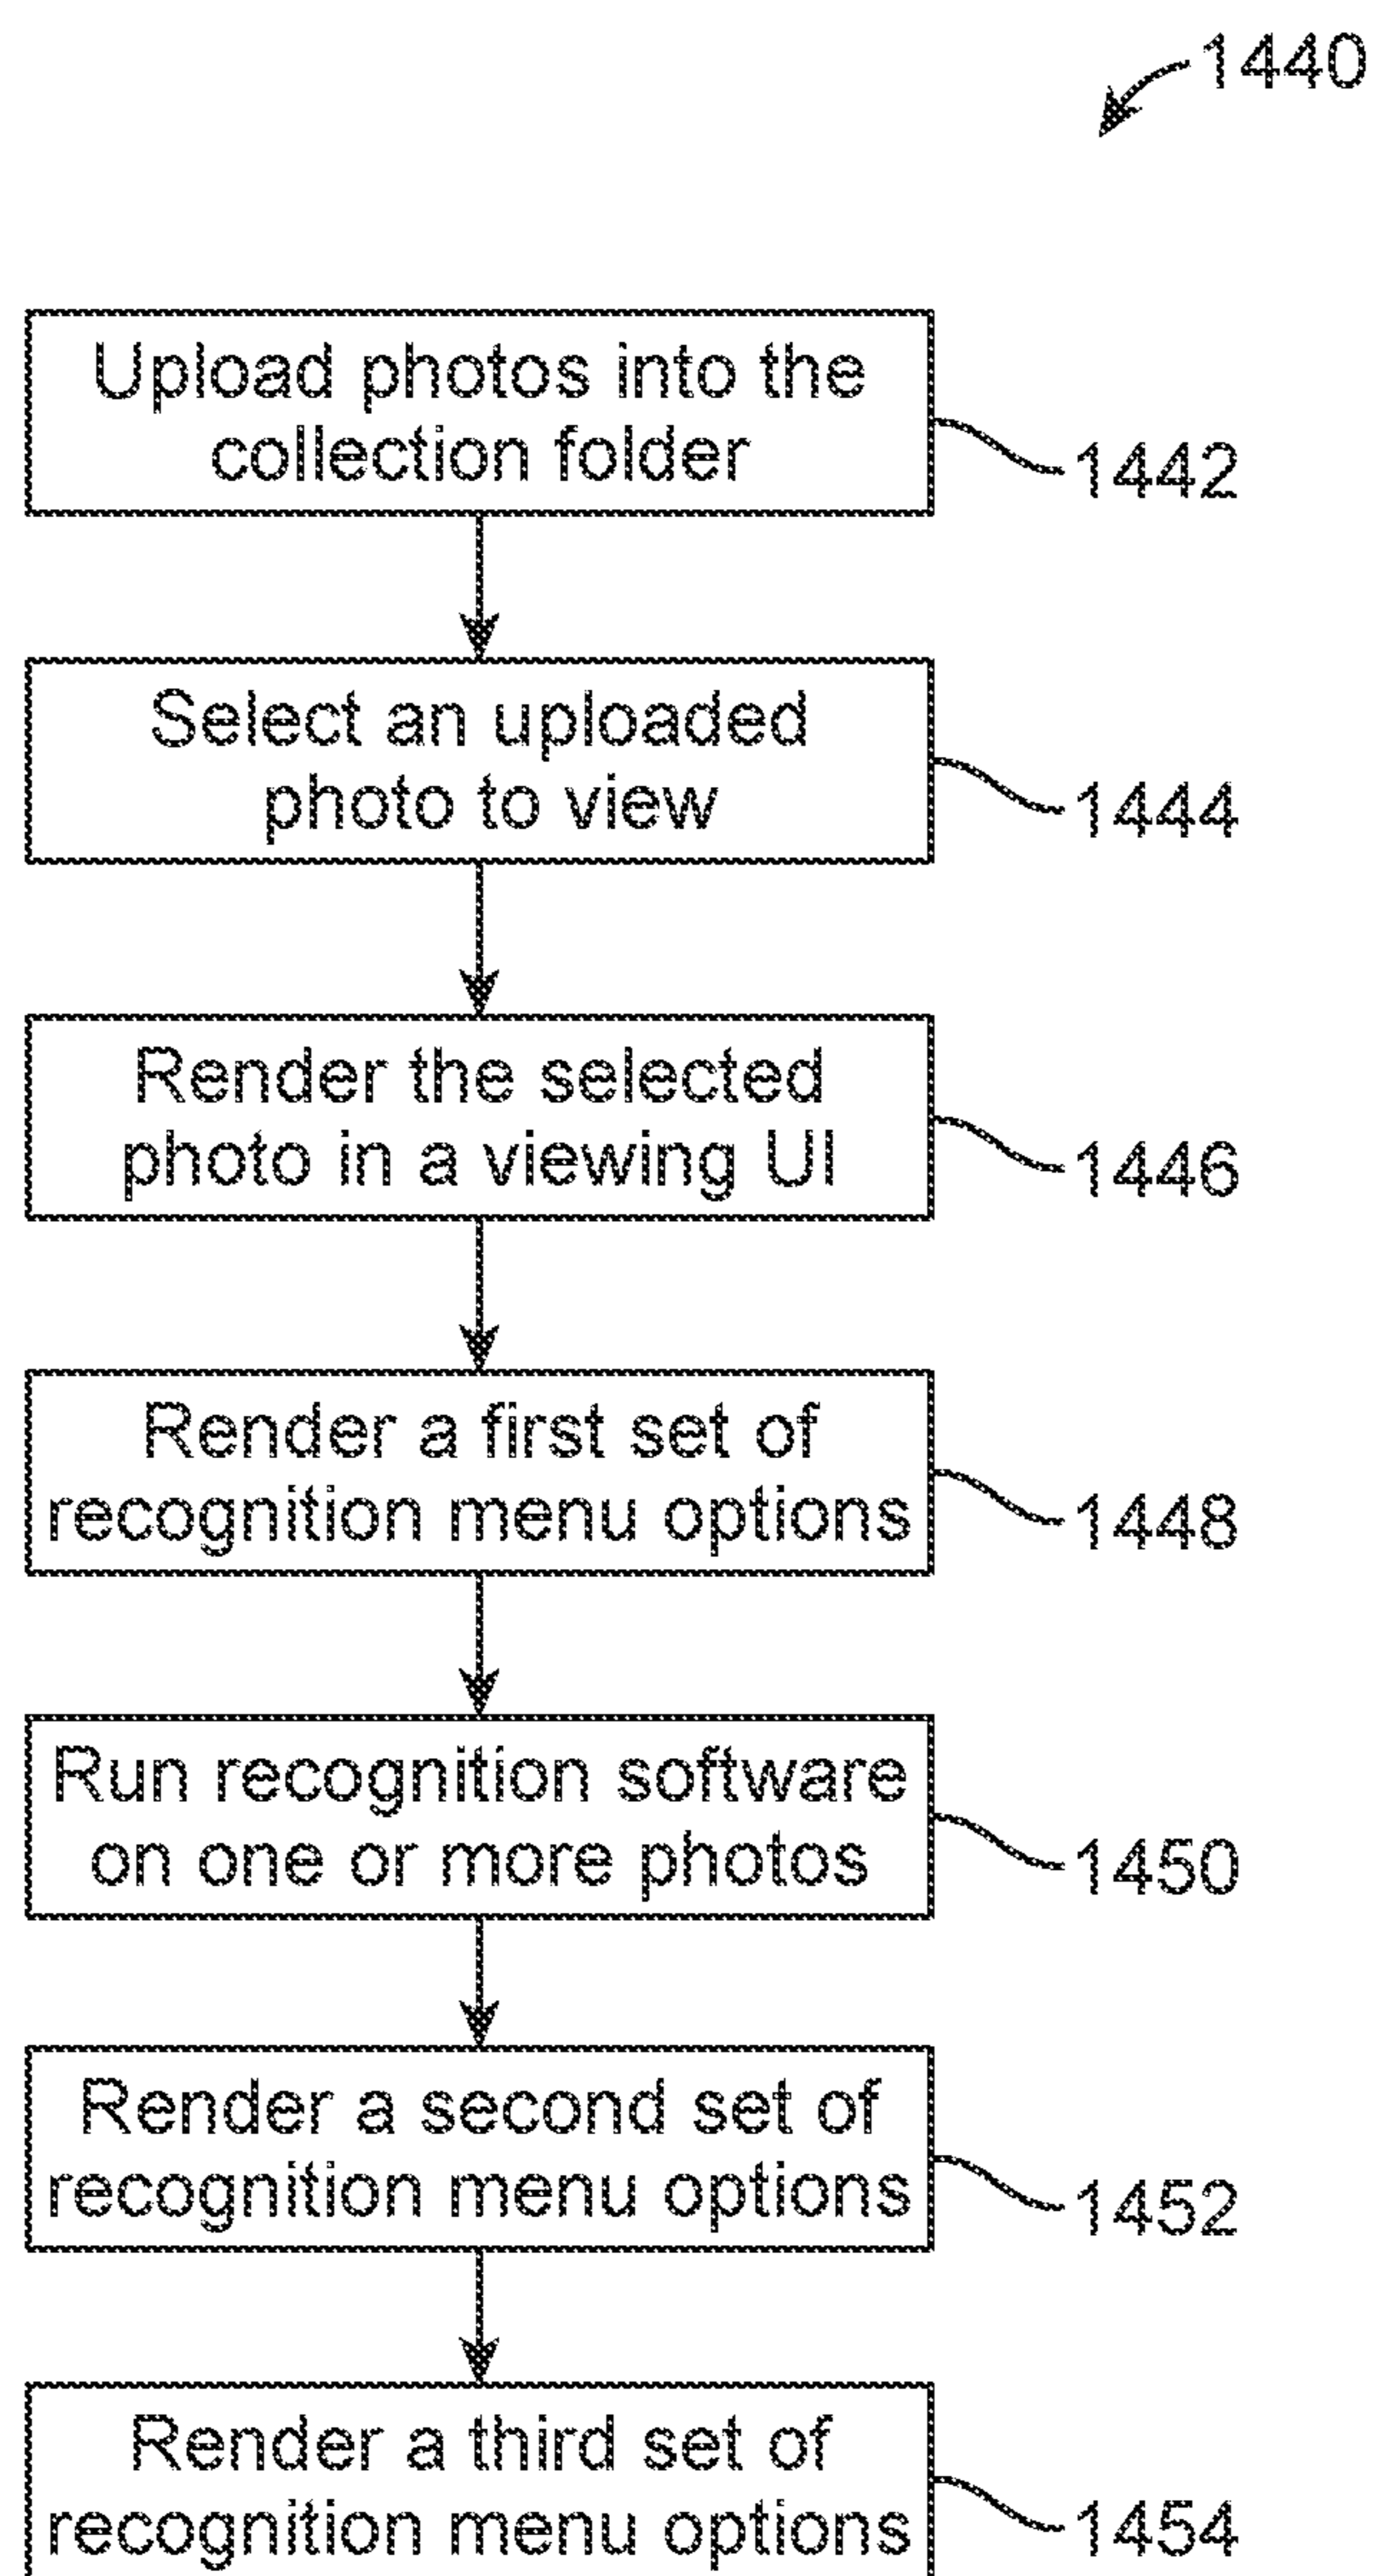 1440
Upload photos into the
collection folder
1442
Select an uploaded
photo to view
1444
Render the selected
photo in a viewing UI
1446
Render a first set of
recognition menu options
1448
Run recognition software
on one or more photos
1450
Render a second set of
recognition menu options
1452
Render a third set of
recognition menu options
1454